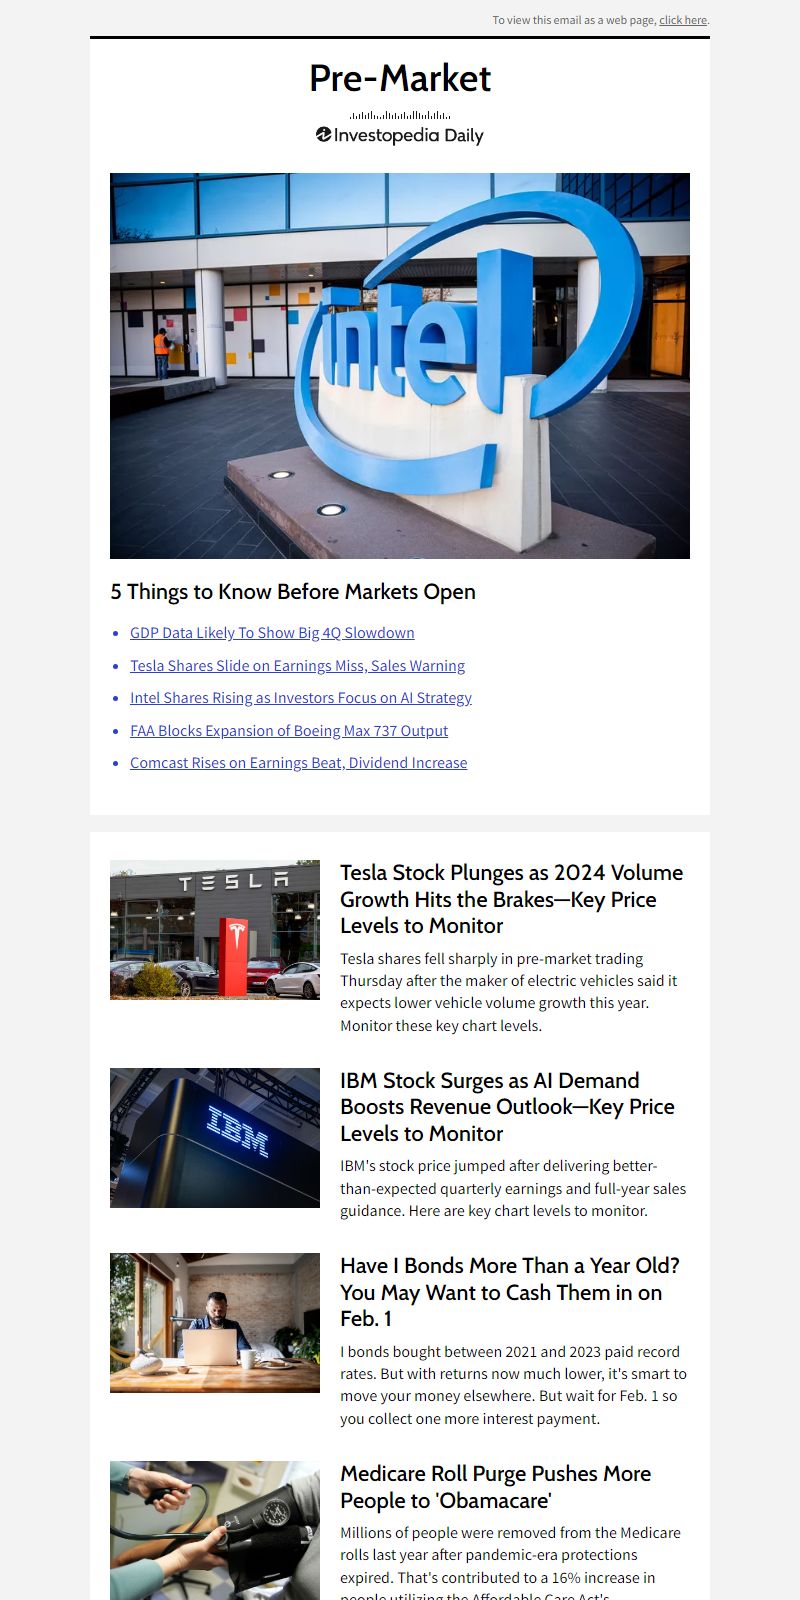 To view this email as a web page, click here.
Pre-Market
Investopedia Daily
intel
5 Things to Know Before Markets Open
• GDP Data Likely To Show Big 4Q Slowdown
• Tesla Shares Slide on Earnings Miss, Sales Warning
• Intel Shares Rising as Investors Focus on AI Strategy
• FAA Blocks Expansion of Boeing Max 737 Output
• Comcast Rises on Earnings Beat, Dividend Increase
TESLA
Tesla Stock Plunges as 2024 Volume
Growth Hits the Brakes—Key Price
Levels to Monitor
Tesla shares fell sharply in pre-market trading
Thursday after the maker of electric vehicles said it
expects lower vehicle volume growth this year.
Monitor these key chart levels.
IBM
IBM Stock Surges as AI Demand
Boosts Revenue Outlook—Key Price
Levels to Monitor
IBM's stock price jumped after delivering better-
than-expected quarterly earnings and full-year sales
guidance. Here are key chart levels to monitor.
Have I Bonds More Than a Year Old?
You May Want to Cash Them in on
Feb. 1
I bonds bought between 2021 and 2023 paid record
rates. But with returns now much lower, it's smart to
move your money elsewhere. But wait for Feb. 1 so
you collect one more interest payment.
Medicare Roll Purge Pushes More
People to 'Obamacare'
Millions of people were removed from the Medicare
rolls last year after pandemic-era protections
expired. That's contributed to a 16% increase in
people utilizing the Affordable Care Act's